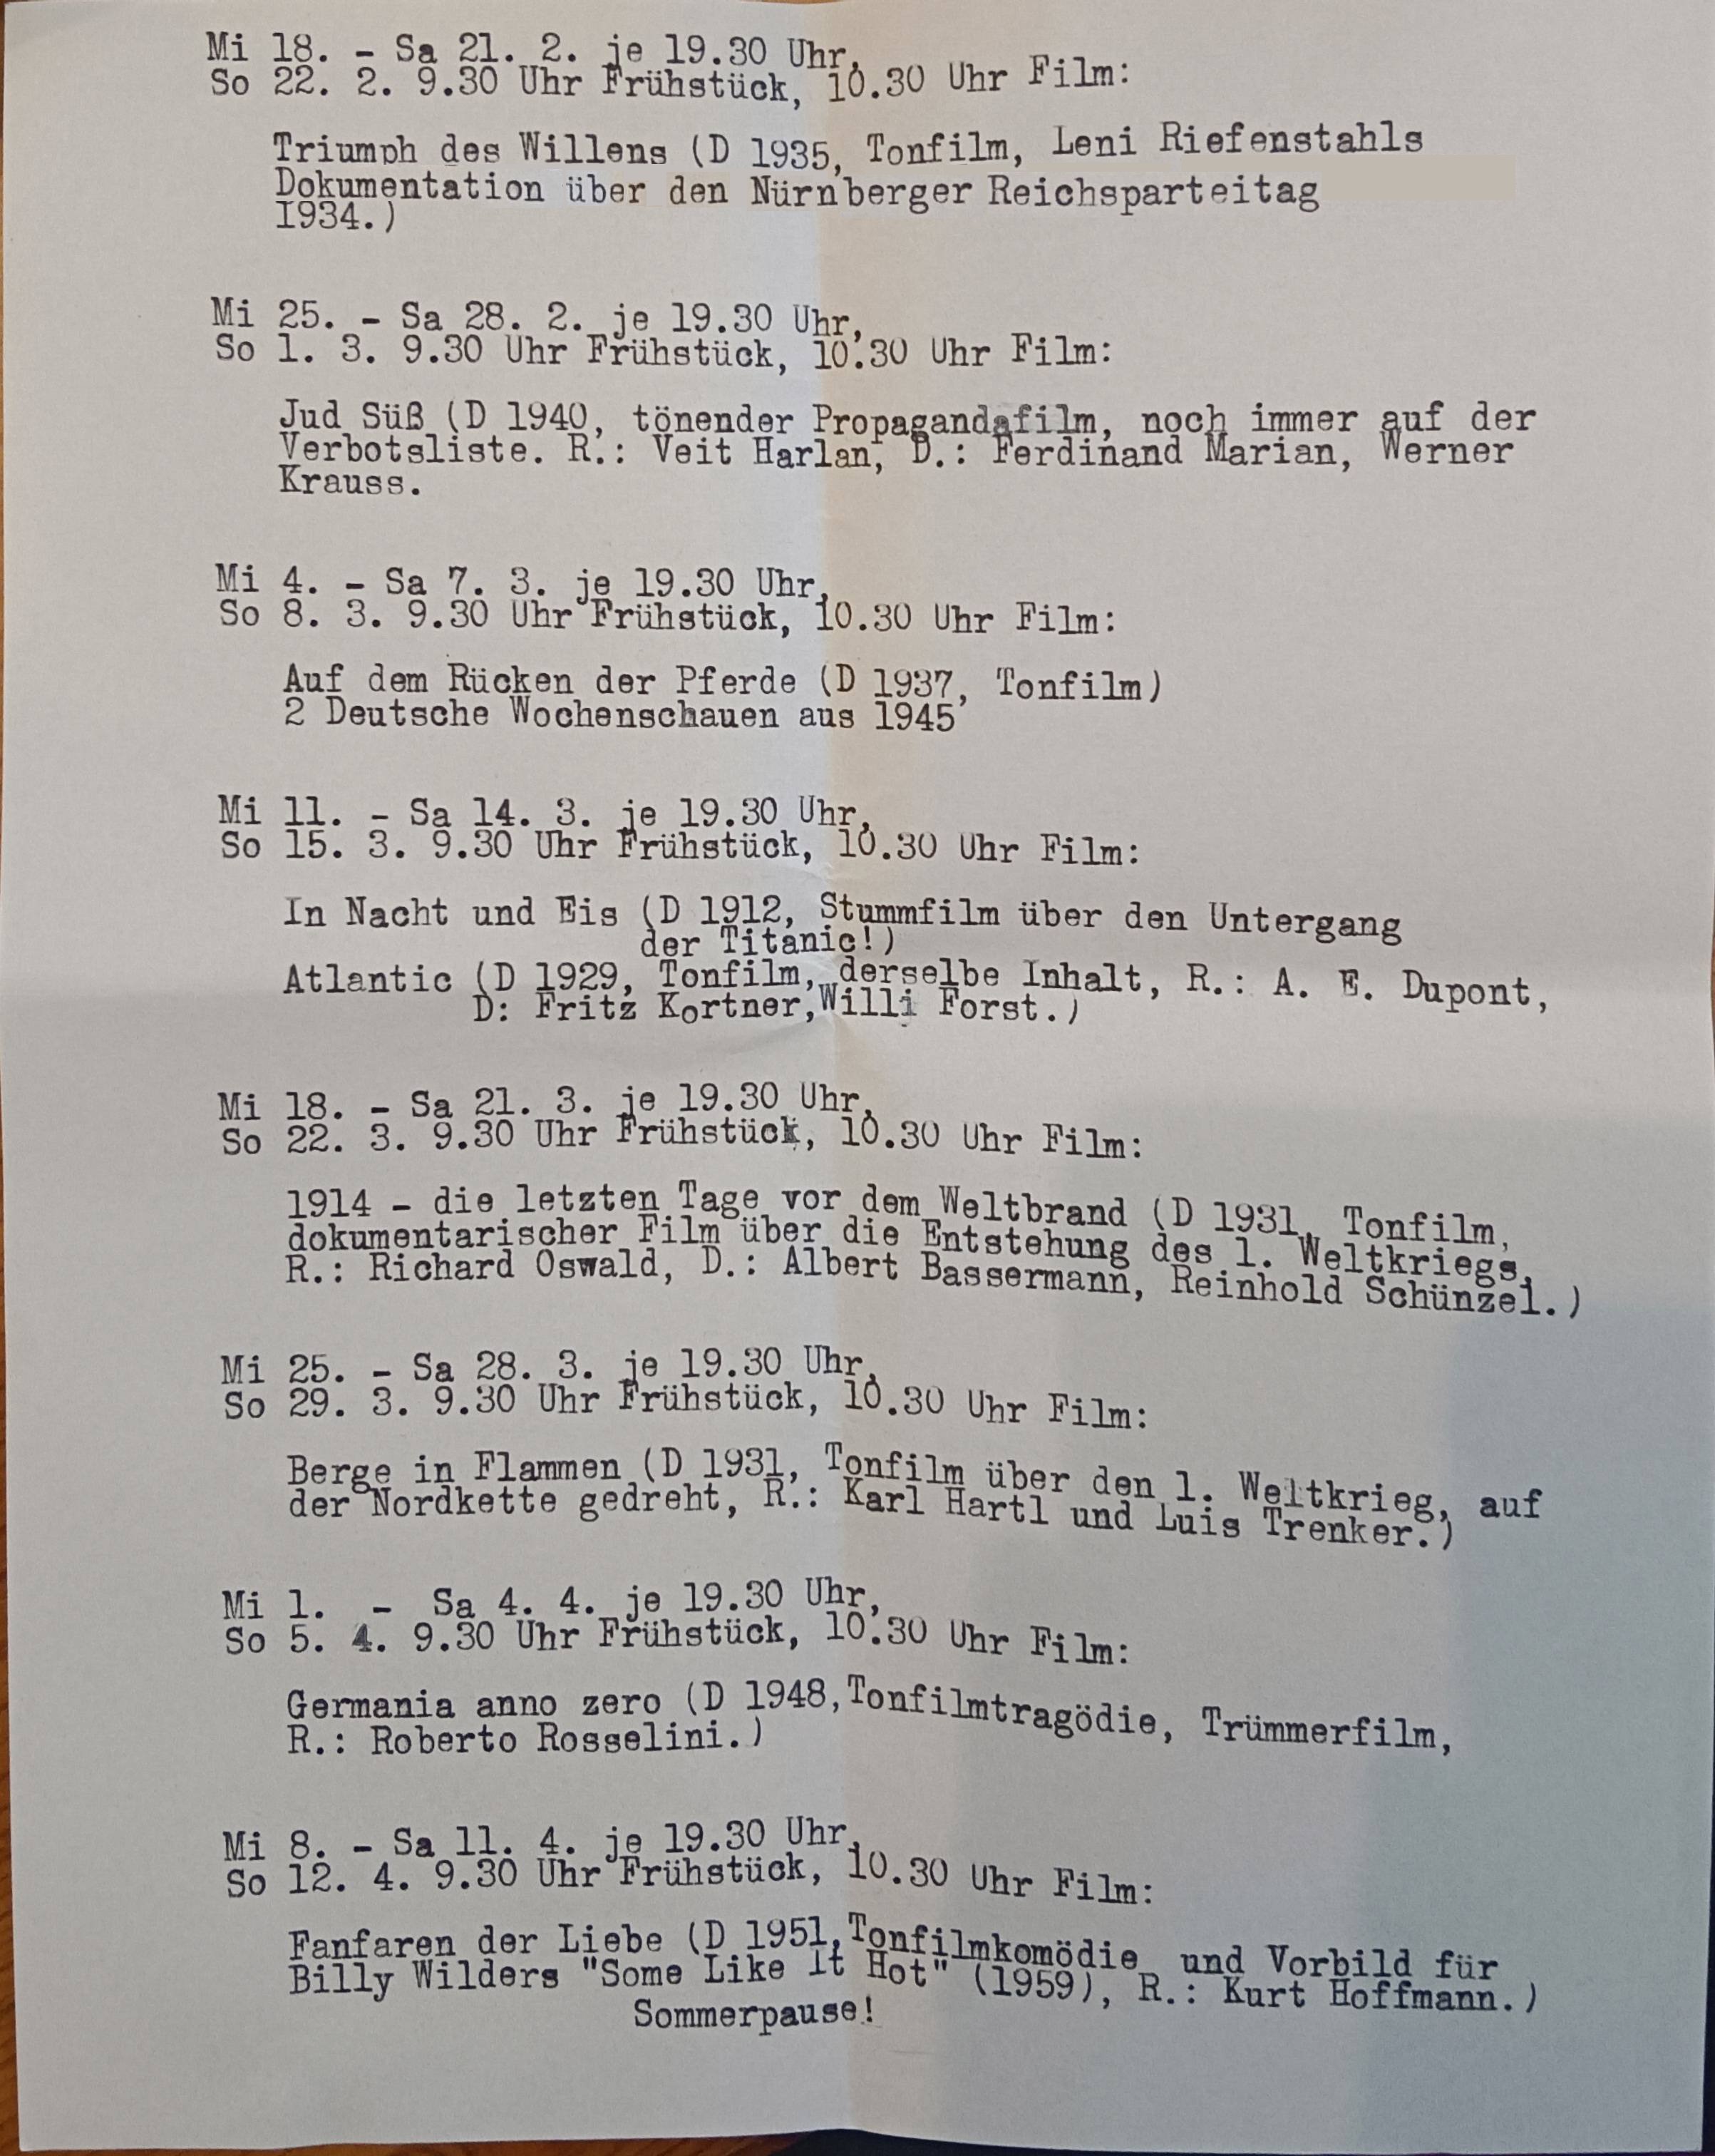 Mi 18. - Sa 21. 2. je 19.30 Uhr,
So 22. 2. 9.30 Uhr Frühstück, 10.30 Uhr Film:
Triumph des Willens (D 1935, Tonfilm, Leni Riefenstahls
Dokumentation über den Nürnberger Reichsparteitag
1934.)
Mi 25. - Sa 28. 2. je 19.30 Uhr,
So 1. 3. 9.30 Uhr Frühstück, 10.30 Uhr Film:
Jud Süß (D 1940, tönender Propagandafilm, noch immer auf der
Verbotsliste. R.: Veit Harlan, D.: Ferdinand Marian, Werner
Krauss.
Mi 4. - Sa 7. 3. je 19.30 Uhr,
So 8. 3. 9.30 Uhr Frühstück, 10.30 Uhr Film:
Auf dem Rücken der Pferde (D 1937, Tonfilm)
2 Deutsche Wochenschauen aus 1945
Mi 11. - Sa 14. 3. je 19.30 Uhr,
So 15. 3. 9.30 Uhr Frühstück, 10.30 Uhr Film:
In Nacht und Eis (D 1912, Stummfilm über den Untergang
der Titanic!)
Atlantic (D 1929, Tonfilm, derselbe Inhalt, R.: A. E. Dupont,
D: Fritz Kortner,Willi Forst.)
Mi 18. - Sa 21. 3. je 19.30 Uhr,
So 22. 3. 9.30 Uhr Frühstück, 10.30 Uhr Film:
1914 - die letzten Tage vor dem Weltbrand (D 1931, Tonfilm,
dokumentarischer Film über die Entstehung des 1. Weltkriegs,
R.: Richard Oswald, D.: Albert Bassermann, Reinhold Schünzel.)
Mi 25. - Sa 28. 3. je 19.30 Uhr,
So 29. 3. 9.30 Uhr Frühstück, 10.30 Uhr Film:
Berge in Flammen (D 1931, Tonfilm über den 1. Weltkrieg, auf
der Nordkette gedreht, R.: Karl Hartl und Luis Trenker.)
Mi 1. - Sa 4. 4. je 19.30 Uhr,
So 5. 4. 9.30 Uhr Frühstück, 10.30 Uhr Film:
Germania anno zero (D 1948,Tonfilmtragödie, Trümmerfilm,
R.: Roberto Rosselini.)
Mi 8. - Sa 11. 4. je 19.30 Uhr,
So 12. 4. 9.30 Uhr Frühstück, 10.30 Uhr Film:
Fanfaren der Liebe (D 1951,Tonfilmkomödie und Vorbild für
Billy Wilders "Some Like it Hot" (1959), R.: Kurt Hoffmann.)
Sommerpause!